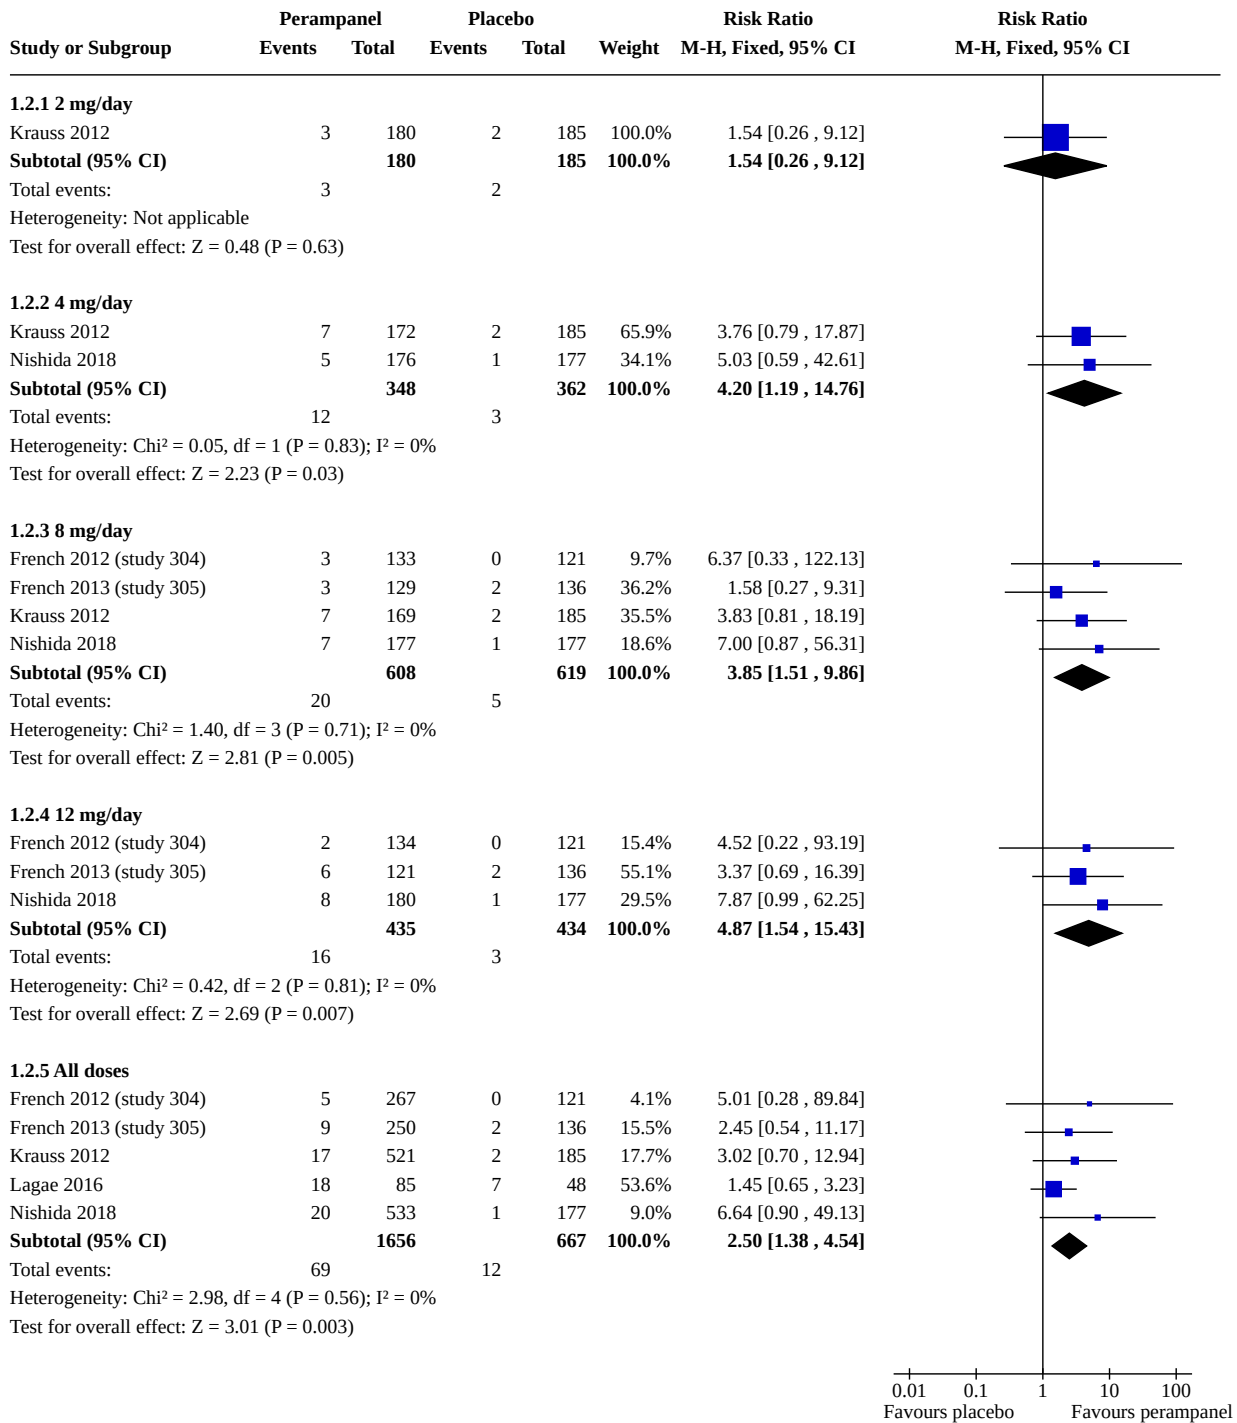 Perampanel Placebo Risk Ratio Risk Ratio
Study or Subgroup Events Total Events Total Weight M-H, Fixed, 95% CI M-H, Fixed, 95% CI
1.2.1 2 mg/day
Krauss 2012 3 180 2 185 100.0% 1.54 [0.26 , 9.12]
Subtotal (95% CI) 180 185 100.0% 1.54 [0.26 , 9.12]
Total events: 3 2
Heterogeneity: Not applicable
Test for overall effect: Z = 0.48 (P = 0.63)
1.2.2 4 mg/day
Krauss 2012 7 172 2 185 65.9% 3.76 [0.79 , 17.87]
Nishida 2018 5 176 1 177 34.1% 5.03 [0.59 , 42.61]
Subtotal (95% CI) 348 362 100.0% 4.20 [1.19 , 14.76]
Total events: 12 3
Heterogeneity: Chi² = 0.05, df = 1 (P = 0.83); I² = 0%
Test for overall effect: Z = 2.23 (P = 0.03)
1.2.3 8 mg/day
French 2012 (study 304) 3 133 0 121 9.7% 6.37 [0.33 , 122.13]
French 2013 (study 305) 3 129 2 136 36.2% 1.58 [0.27 , 9.31]
Krauss 2012 7 169 2 185 35.5% 3.83 [0.81 , 18.19]
Nishida 2018 7 177 1 177 18.6% 7.00 [0.87 , 56.31]
Subtotal (95% CI) 608 619 100.0% 3.85 [1.51 , 9.86]
Total events: 20 5
Heterogeneity: Chi² = 1.40, df = 3 (P = 0.71); I² = 0%
Test for overall effect: Z = 2.81 (P = 0.005)
1.2.4 12 mg/day
French 2012 (study 304) 2 134 0 121 15.4% 4.52 [0.22 , 93.19]
French 2013 (study 305) 6 121 2 136 55.1% 3.37 [0.69 , 16.39]
Nishida 2018 8 180 1 177 29.5% 7.87 [0.99 , 62.25]
Subtotal (95% CI) 435 434 100.0% 4.87 [1.54 , 15.43]
Total events: 16 3
Heterogeneity: Chi² = 0.42, df = 2 (P = 0.81); I² = 0%
Test for overall effect: Z = 2.69 (P = 0.007)
1.2.5 All doses
French 2012 (study 304) 5 267 0 121 4.1% 5.01 [0.28 , 89.84]
French 2013 (study 305) 9 250 2 136 15.5% 2.45 [0.54 , 11.17]
Krauss 2012 17 521 2 185 17.7% 3.02 [0.70 , 12.94]
Lagae 2016 18 85 7 48 53.6% 1.45 [0.65 , 3.23]
Nishida 2018 20 533 1 177 9.0% 6.64 [0.90 , 49.13]
Subtotal (95% CI) 1656 667 100.0% 2.50 [1.38 , 4.54]
Total events: 69 12
Heterogeneity: Chi² = 2.98, df = 4 (P = 0.56); I² = 0%
Test for overall effect: Z = 3.01 (P = 0.003)
0.01 0.1 1 10 100
Favours placebo Favours perampanel